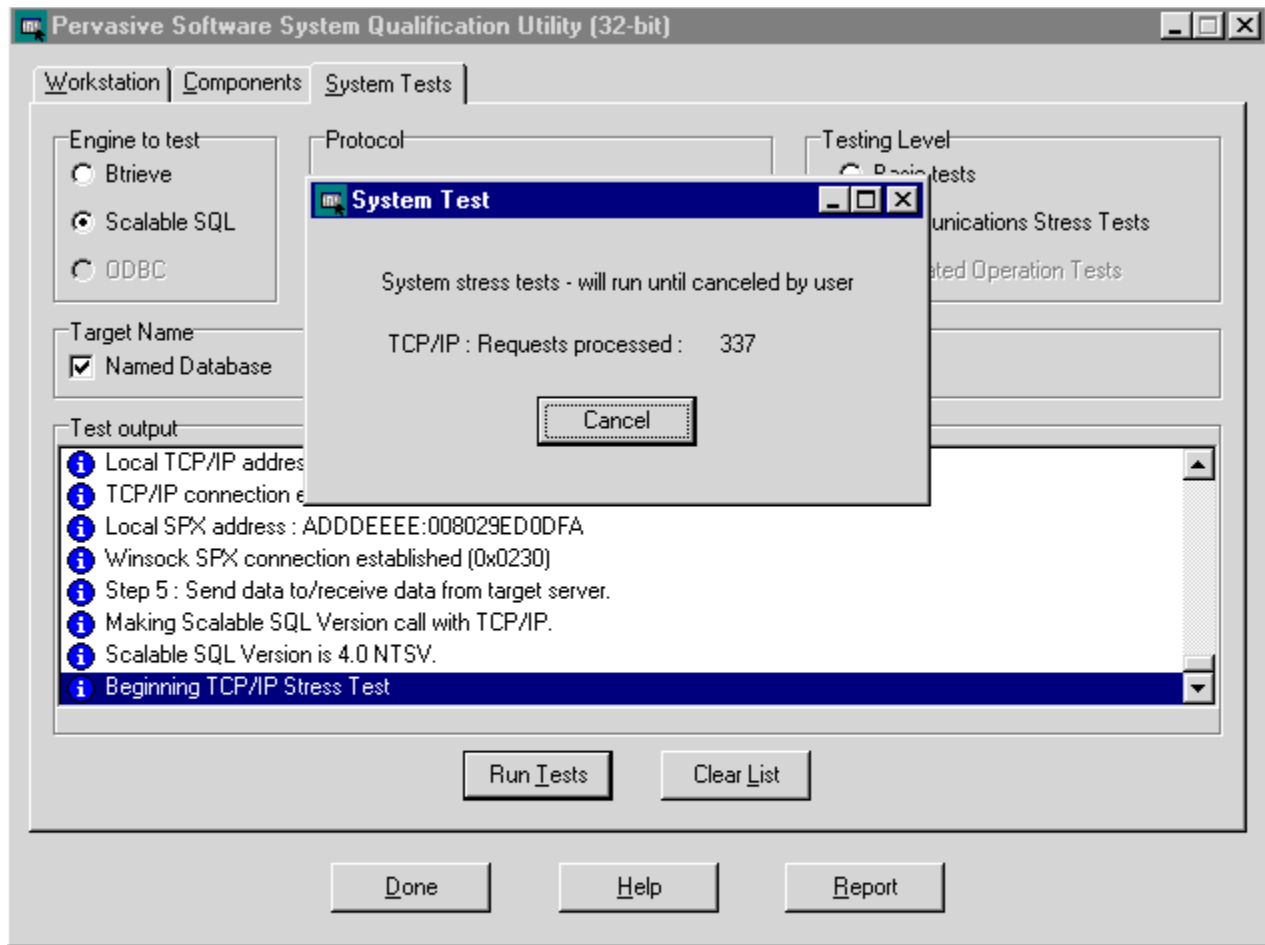 Pervasive Software System Qualification Utility (32-bit)
Workstation Components System Tests
Engine to test Protocol Testing Level
Btrieve tests
System Test
Scalable SQL Stress Tests
ODBC Operation Tests
System stress tests - will run until canceled by user
Target Name
TCP/IP : Requests processed : 337
Named Database
Cancel
Test output
Local TCP/IP
TCP/IP connection
Local SPX address : ADDDEEEE:008029ED0DFA
Winsock SPX connection established (0x0230)
Step 5 : Send data to/receive data from target server.
Making Scalable SQL Version call with TCP/IP.
Scalable SQL Version is 4.0 NTSV.
Beginning TCP/IP Stress Test
Run Tests Clear List
Done Help Report